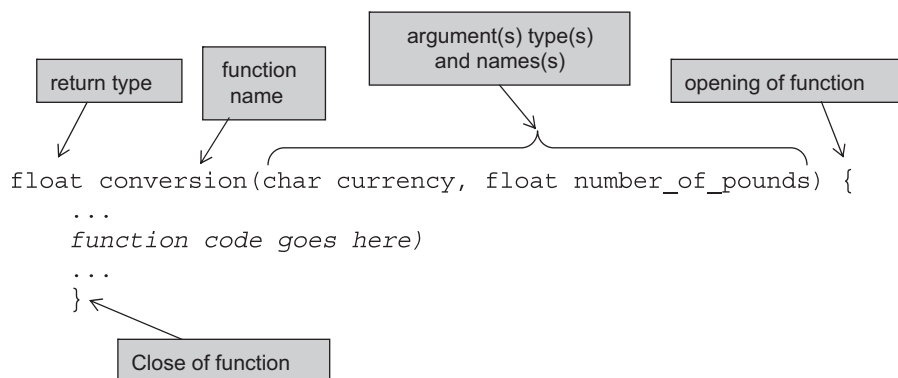 argument(s) type(s)
and names(s)
return type
function
name
opening of function
float conversion(char currency, float number_of_pounds) {
...
function code goes here)
...
}
Close of function